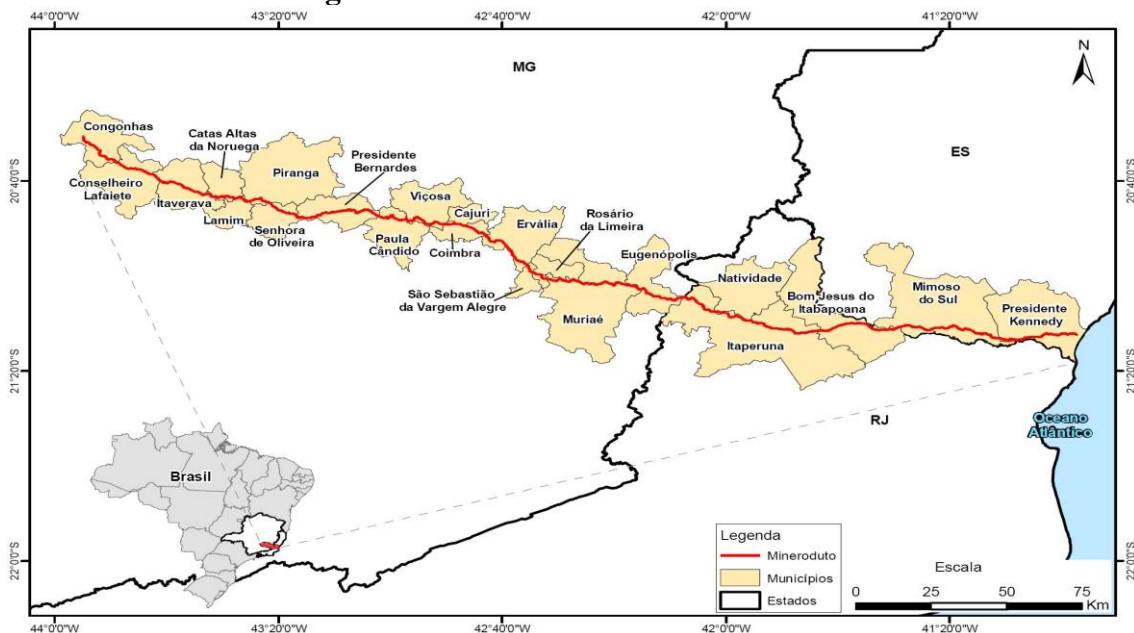 44°0'0"W
43°20'0"W
42°40'0"W
42°0'0"W
41°20'0"W
MG
N
ES
Congonhas
Catas Altas
da Noruega
Piranga
Presidente
Bernardes
Viçosa
Cajuri
Ervália
Rosário
da Limeira
Eugenópolis
Conselheiro
Lafaiete
Itaverava
Lamim
Senhora
de Oliveira
Paula
Cândido
Coimbra
São Sebastião
da Vargem Alegre
Muriaé
Natividade
Bom Jesus do
Itabapoana
Itaperuna
Mimoso
do Sul
Presidente
Kennedy
20°40'0"S
20°40'0"S
21°20'0"S
21°20'0"S
RJ
Oceano
Atlântico
Brasil
Legenda
Mineroduto
Municípios
Estados
Escala
0 25 50 75
Km
22°0'0"S
22°0'0"S
44°0'0"W
43°20'0"W
42°40'0"W
42°0'0"W
41°20'0"W